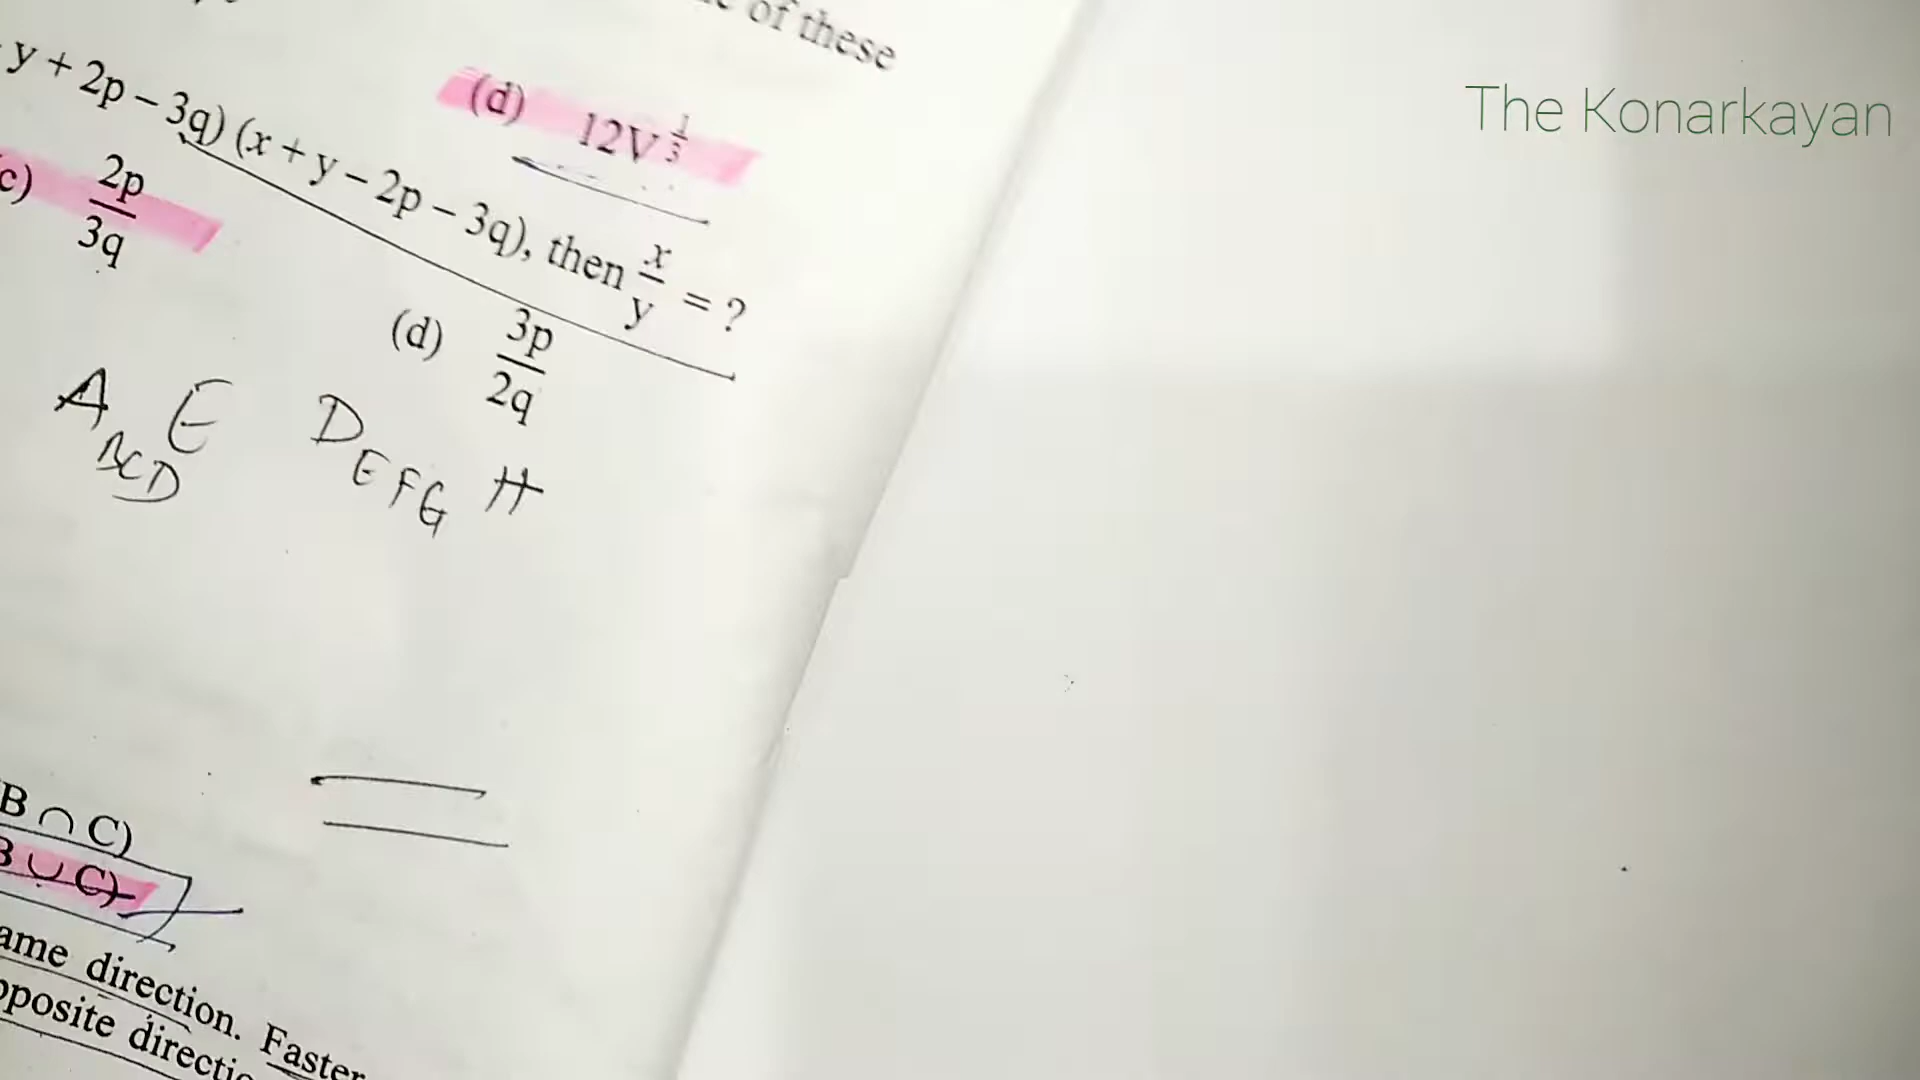 of these
(d) 12V^{1/3}
y + 2p – 3q) (x + y – 2p – 3q), then x/y = ?
c) 2p/3q
(d) 3p/2q
A BCD E D EFG H
B ∩ C)
B ∪ C)
ame direction. Faster
pposite directio
The Konarkayan